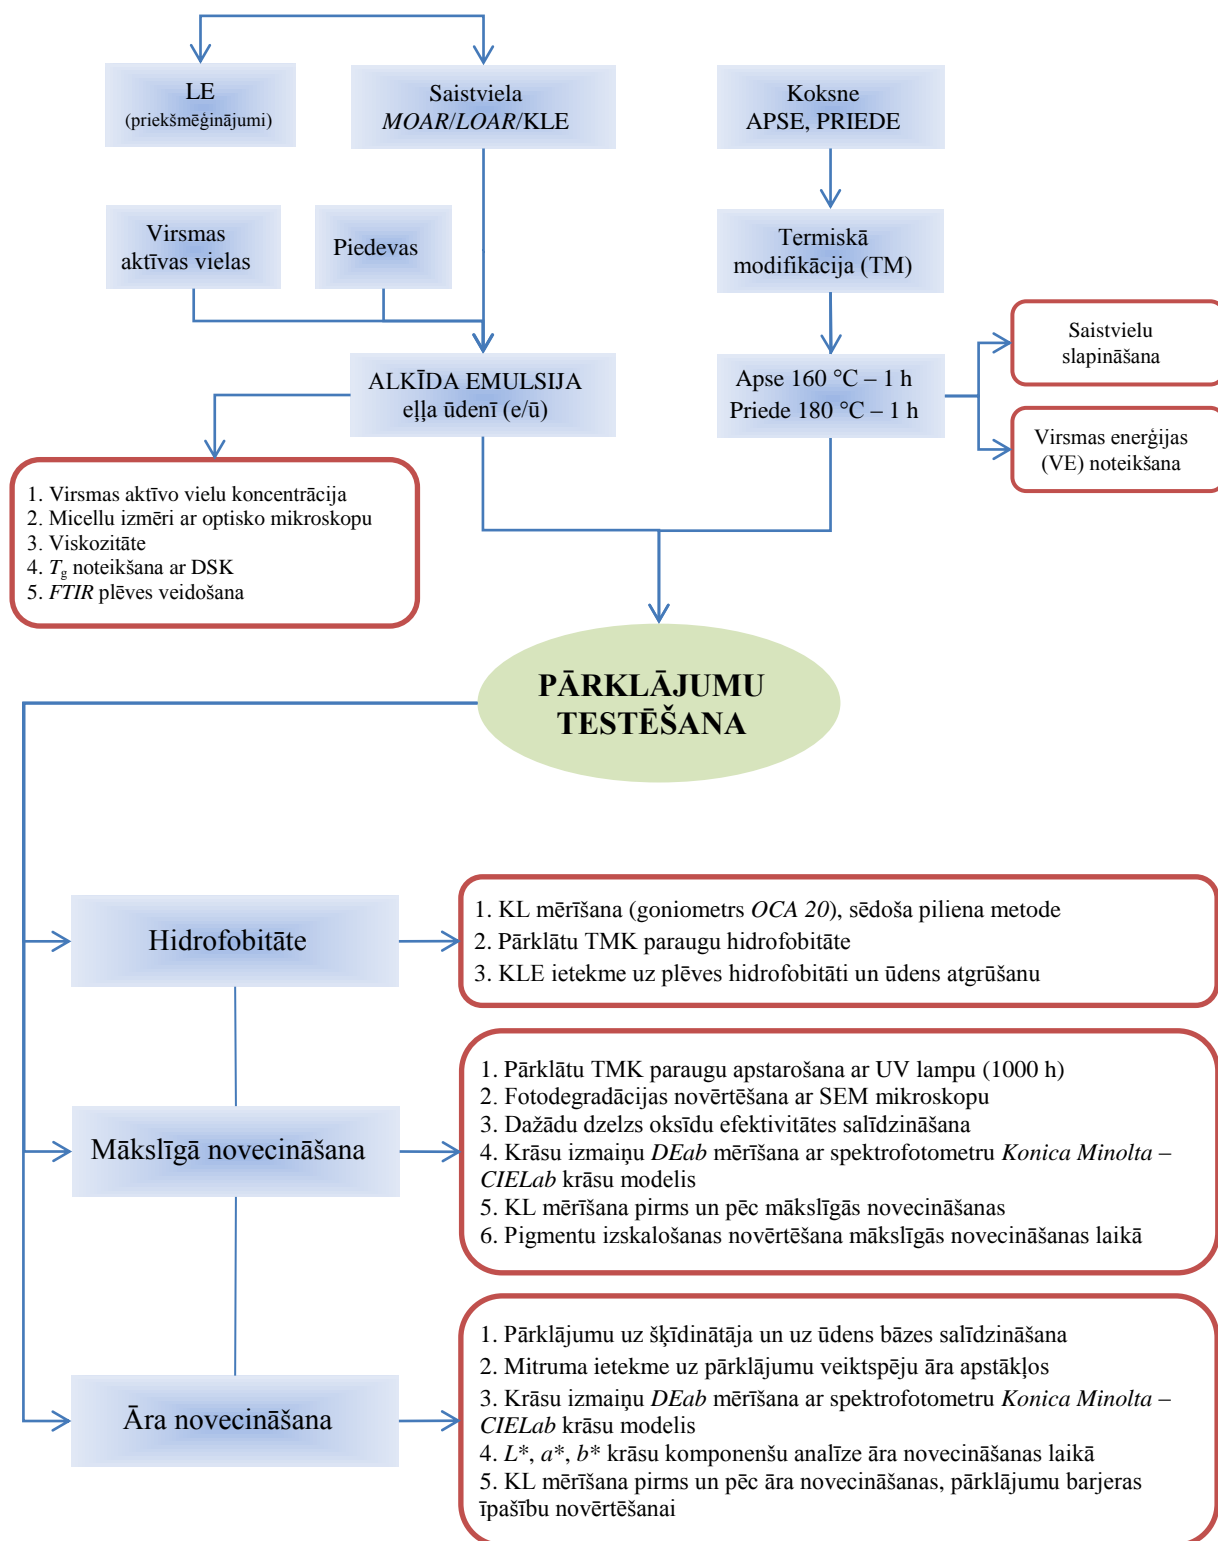 LE
(priekšmēģinājumi)
Saistviela
MOAR/LOAR/KLE
Koksne
APSE, PRIEDE
Virsmas
aktīvas vielas
Piedevas
Termiskā
modifikācija (TM)
Saistvielu
slapināšana
ALKĪDA EMULSIJA
eļļa ūdenī (e/ū)
Apse 160 °C – 1 h
Priede 180 °C – 1 h
Virsmas enerģijas
(VE) noteikšana
1. Virsmas aktīvo vielu koncentrācija
2. Micellu izmēri ar optisko mikroskopu
3. Viskozitāte
4. Tg noteikšana ar DSK
5. FTIR plēves veidošana
PĀRKLĀJUMU
TESTĒŠANA
Hidrofobitāte
1. KL mērīšana (goniometrs OCA 20), sēdoša piliena metode
2. Pārklātu TMK paraugu hidrofobitāte
3. KLE ietekme uz plēves hidrofobitāti un ūdens atgrūšanu
Mākslīgā novecināšana
1. Pārklātu TMK paraugu apstarošana ar UV lampu (1000 h)
2. Fotodegradācijas novērtēšana ar SEM mikroskopu
3. Dažādu dzelzs oksīdu efektivitātes salīdzināšana
4. Krāsu izmaiņu DEab mērīšana ar spektrofotometru Konica Minolta –
CIELab krāsu modelis
5. KL mērīšana pirms un pēc mākslīgās novecināšanas
6. Pigmentu izskalošanas novērtēšana mākslīgās novecināšanas laikā
Āra novecināšana
1. Pārklājumu uz šķīdinātāja un uz ūdens bāzes salīdzināšana
2. Mitruma ietekme uz pārklājumu veiktspēju āra apstākļos
3. Krāsu izmaiņu DEab mērīšana ar spektrofotometru Konica Minolta –
CIELab krāsu modelis
4. L*, a*, b* krāsu komponenšu analīze āra novecināšanas laikā
5. KL mērīšana pirms un pēc āra novecināšanas, pārklājumu barjeras
īpašību novērtēšanai